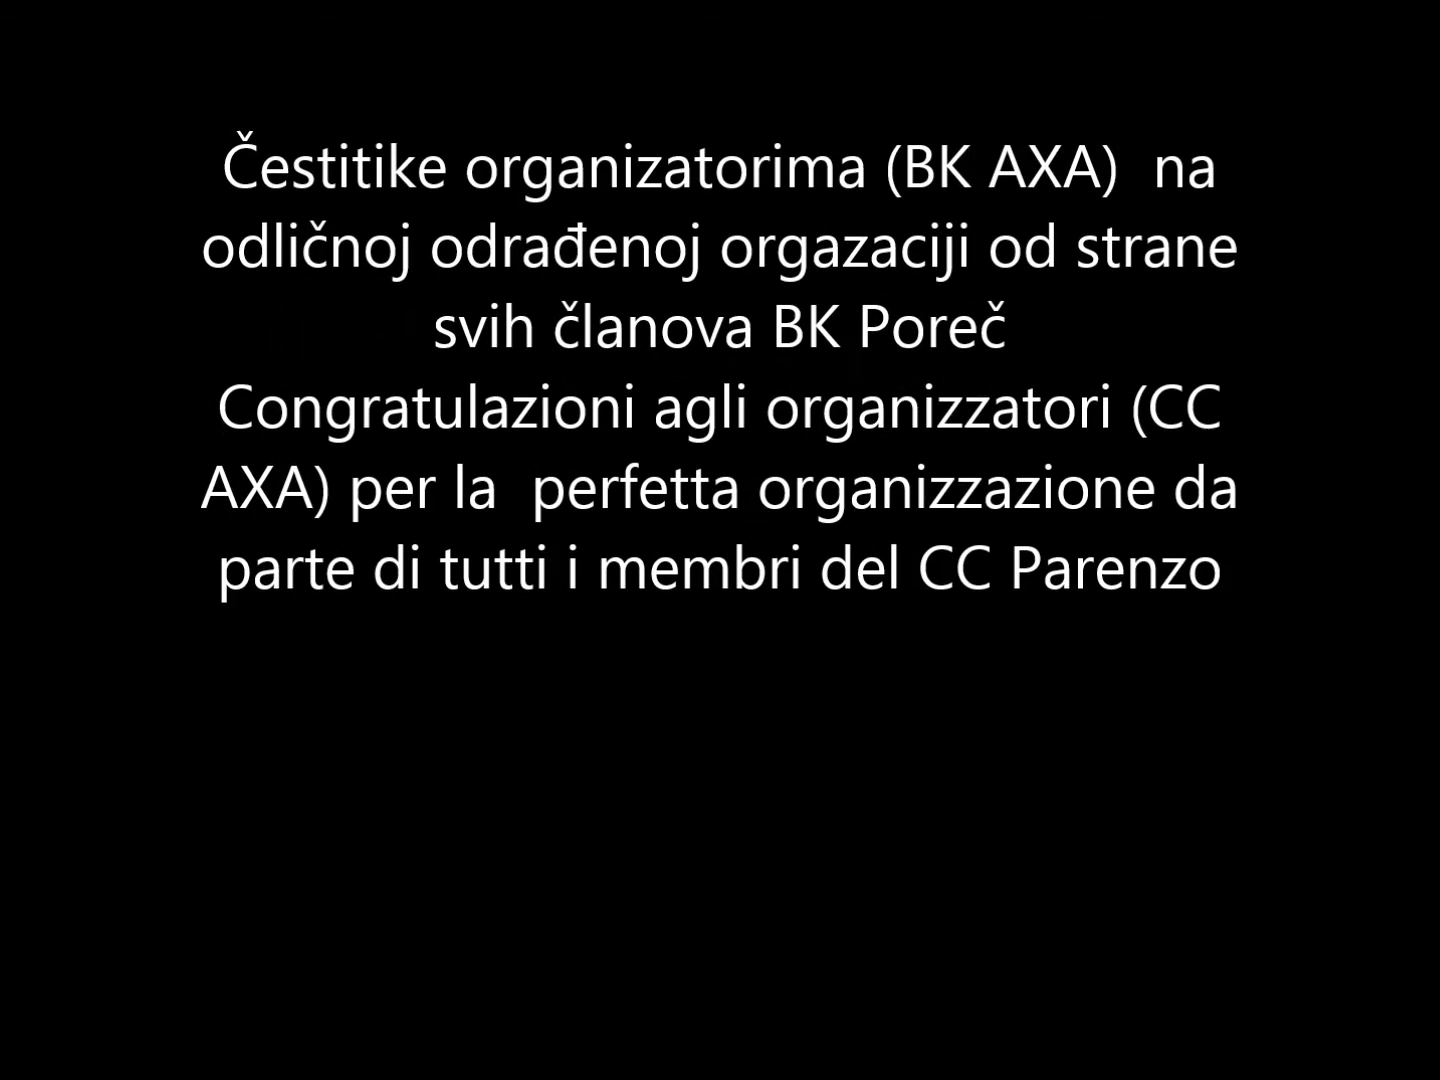 Čestitike organizatorima (BK AXA)  na
odličnoj odrađenoj orgazaciji od strane
svih članova BK Poreč
Congratulazioni agli organizzatori (CC
AXA) per la  perfetta organizzazione da
parte di tutti i membri del CC Parenzo